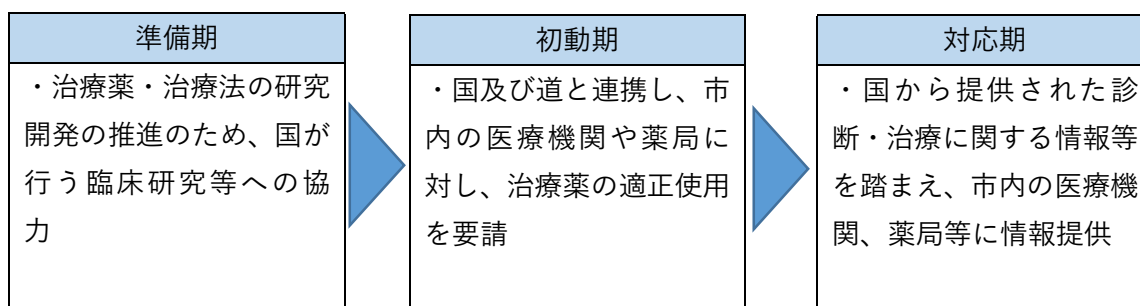 準備期
・治療薬・治療法の研究
開発の推進のため、国が
行う臨床研究等への協
力
初動期
・国及び道と連携し、市
内の医療機関や薬局に
対し、治療薬の適正使用
を要請
対応期
・国から提供された診
断・治療に関する情報等
を踏まえ、市内の医療機
関、薬局等に情報提供